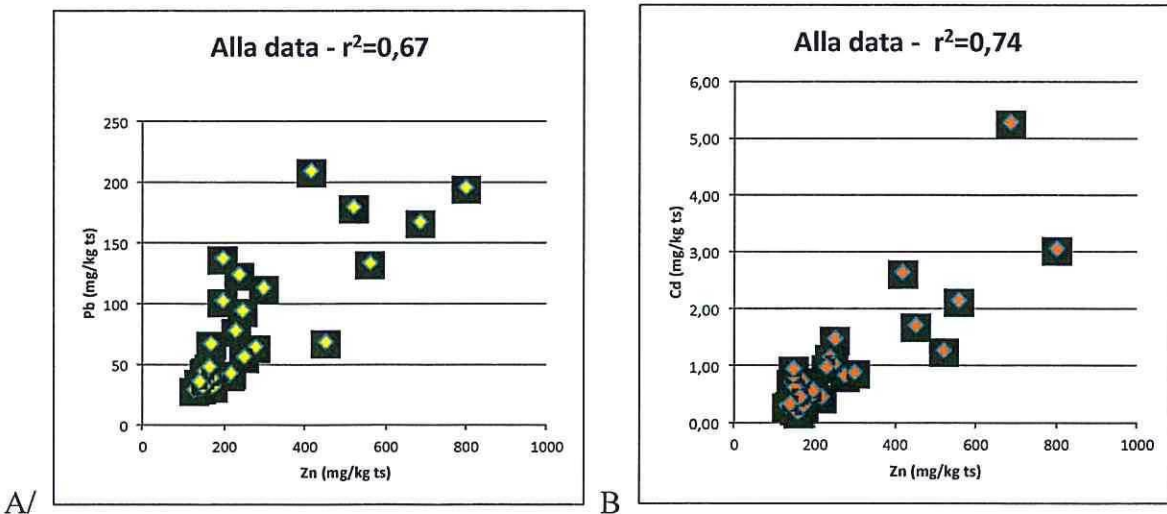 Alla data - r²=0,67
250
200
150
100
50
0
Pb (mg/kg ts)
0 200 400 600 800 1000
Zn (mg/kg ts)
A/
Alla data - r²=0,74
6,00
5,00
4,00
3,00
2,00
1,00
0,00
Cd (mg/kg ts)
0 200 400 600 800 1000
Zn (mg/kg ts)
B